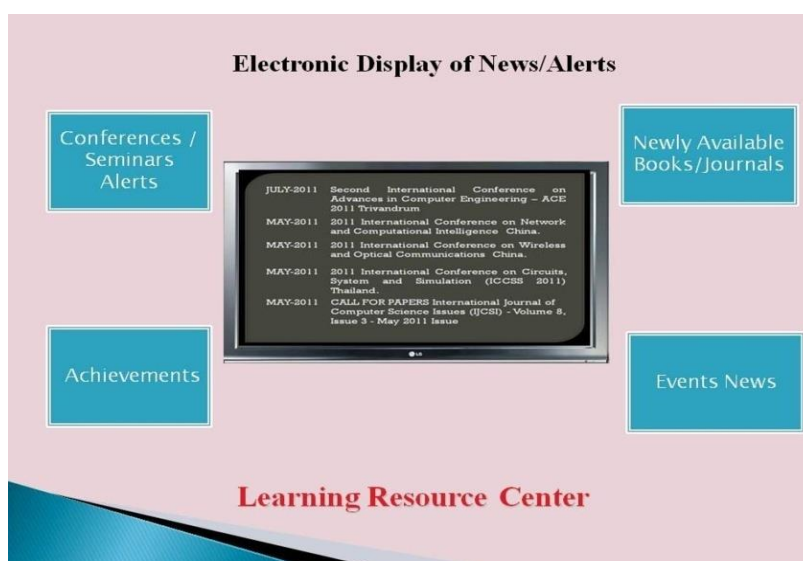 Electronic Display of News/Alerts
Conferences /
Seminars
Alerts
Newly Available
Books/Journals
JULY-2011 Second International Conference on
Advances in Computer Engineering – ACE
2011 Trivandrum
MAY-2011 2011 International Conference on Network
and Computational Intelligence China.
MAY-2011 2011 International Conference on Wireless
and Optical Communications China.
MAY-2011 2011 International Conference on Circuits,
System and Simulation (ICCSS 2011)
Thailand.
MAY-2011 CALL FOR PAPERS International Journal of
Computer Science Issues (IJCSI) - Volume 8,
Issue 3 - May 2011 Issue
LG
Achievements
Events News
Learning Resource Center